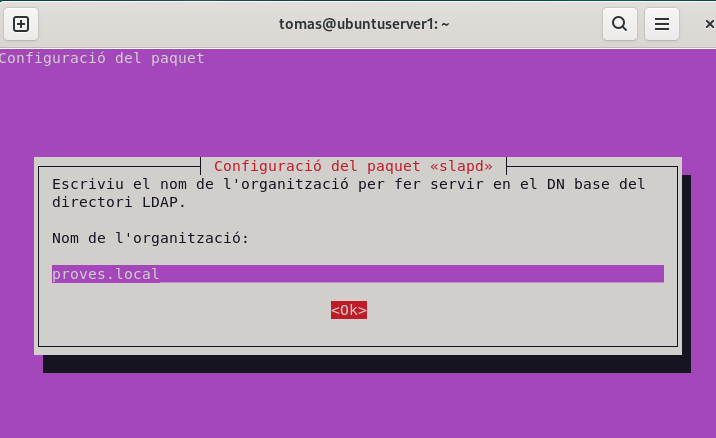 tomas@ubuntuserver1: ~
Configuració del paquet
Configuració del paquet «slapd»
Escriviu el nom de l'organització per fer servir en el DN base del
directori LDAP.
Nom de l'organització:
proves.local
<Ok>